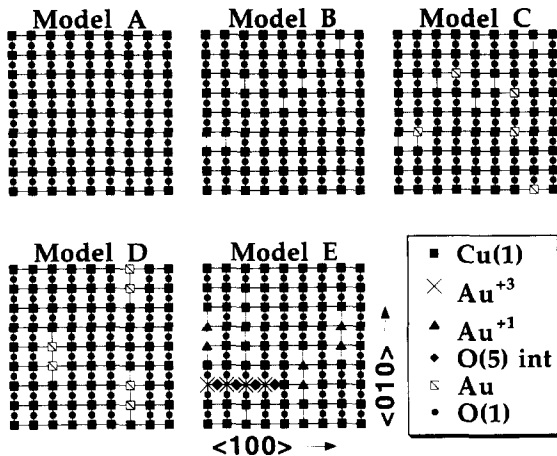 Model A
Model B
Model C
Model D
Model E
Cu(1)
Au+3
Au+1
O(5) int
Au
O(1)
<100>
<010>